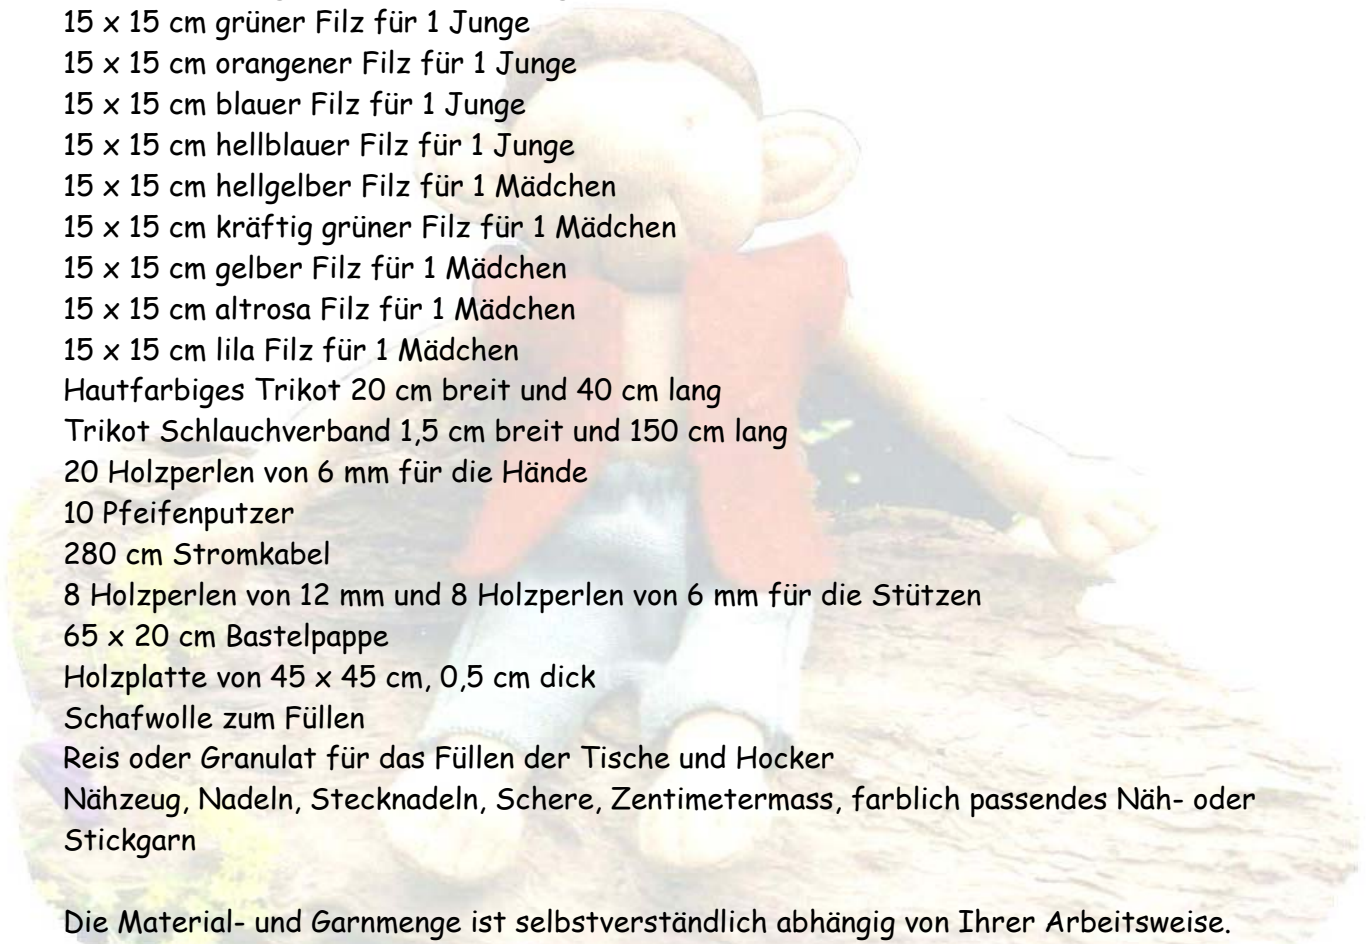 15 x 15 cm grüner Filz für 1 Junge
15 x 15 cm orangener Filz für 1 Junge
15 x 15 cm blauer Filz für 1 Junge
15 x 15 cm hellblauer Filz für 1 Junge
15 x 15 cm hellgelber Filz für 1 Mädchen
15 x 15 cm kräftig grüner Filz für 1 Mädchen
15 x 15 cm gelber Filz für 1 Mädchen
15 x 15 cm altrosa Filz für 1 Mädchen
15 x 15 cm lila Filz für 1 Mädchen
Hautfarbiges Trikot 20 cm breit und 40 cm lang
Trikot Schlauchverband 1,5 cm breit und 150 cm lang
20 Holzperlen von 6 mm für die Hände
10 Pfeifenputzer
280 cm Stromkabel
8 Holzperlen von 12 mm und 8 Holzperlen von 6 mm für die Stützen
65 x 20 cm Bastelpappe
Holzplatte von 45 x 45 cm, 0,5 cm dick
Schafwolle zum Füllen
Reis oder Granulat für das Füllen der Tische und Hocker
Nähzeug, Nadeln, Stecknadeln, Schere, Zentimetermass, farblich passendes Näh- oder
Stickgarn
Die Material- und Garnmenge ist selbstverständlich abhängig von Ihrer Arbeitsweise.